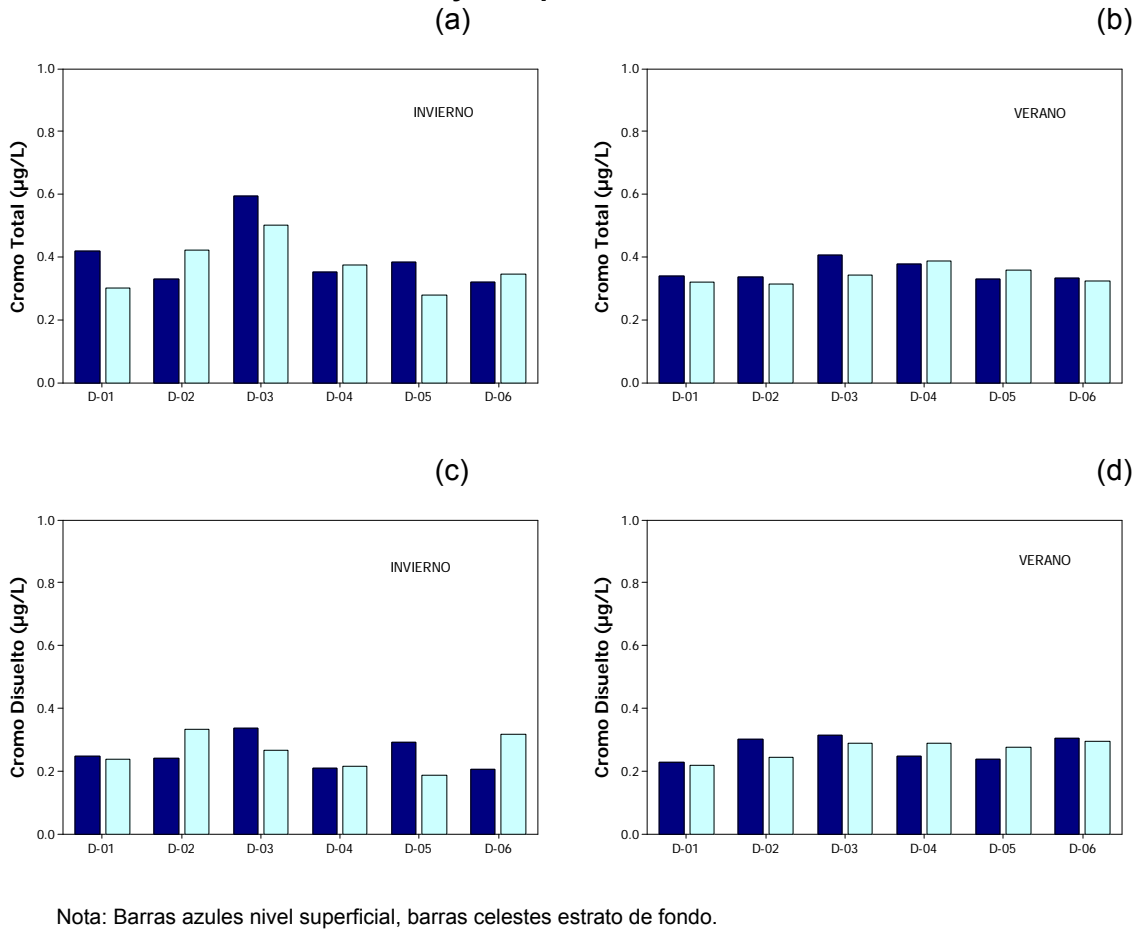 (a)
(b)
1.0
0.8
0.6
0.4
0.2
0.0
Cromo Total (µg/L)
INVIERNO
D-01 D-02 D-03 D-04 D-05 D-06
1.0
0.8
0.6
0.4
0.2
0.0
Cromo Total (µg/L)
VERANO
D-01 D-02 D-03 D-04 D-05 D-06
(c)
(d)
1.0
0.8
0.6
0.4
0.2
0.0
Cromo Disuelto (µg/L)
INVIERNO
D-01 D-02 D-03 D-04 D-05 D-06
1.0
0.8
0.6
0.4
0.2
0.0
Cromo Disuelto (µg/L)
VERANO
D-01 D-02 D-03 D-04 D-05 D-06
Nota: Barras azules nivel superficial, barras celestes estrato de fondo.